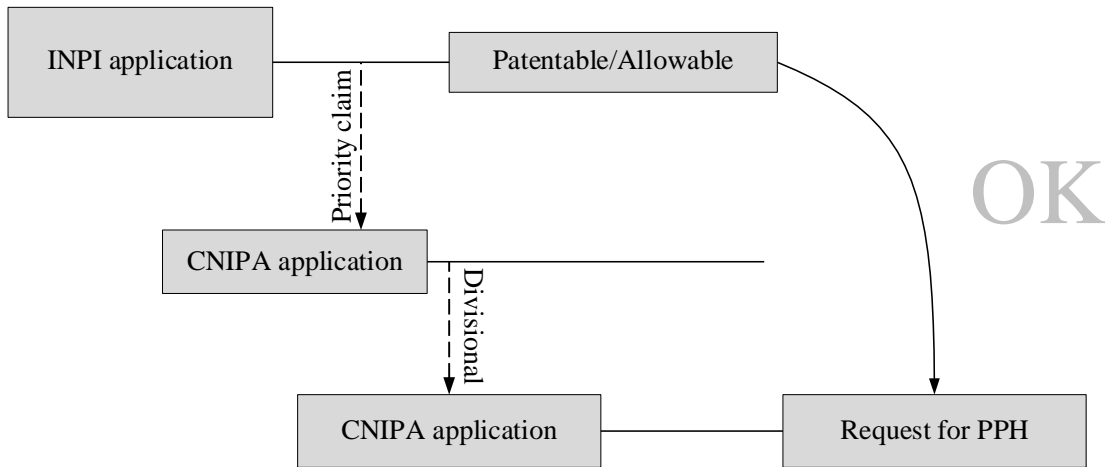 INPI application
Patentable/Allowable
Priority claim
OK
CNIPA application
Divisional
CNIPA application
Request for PPH